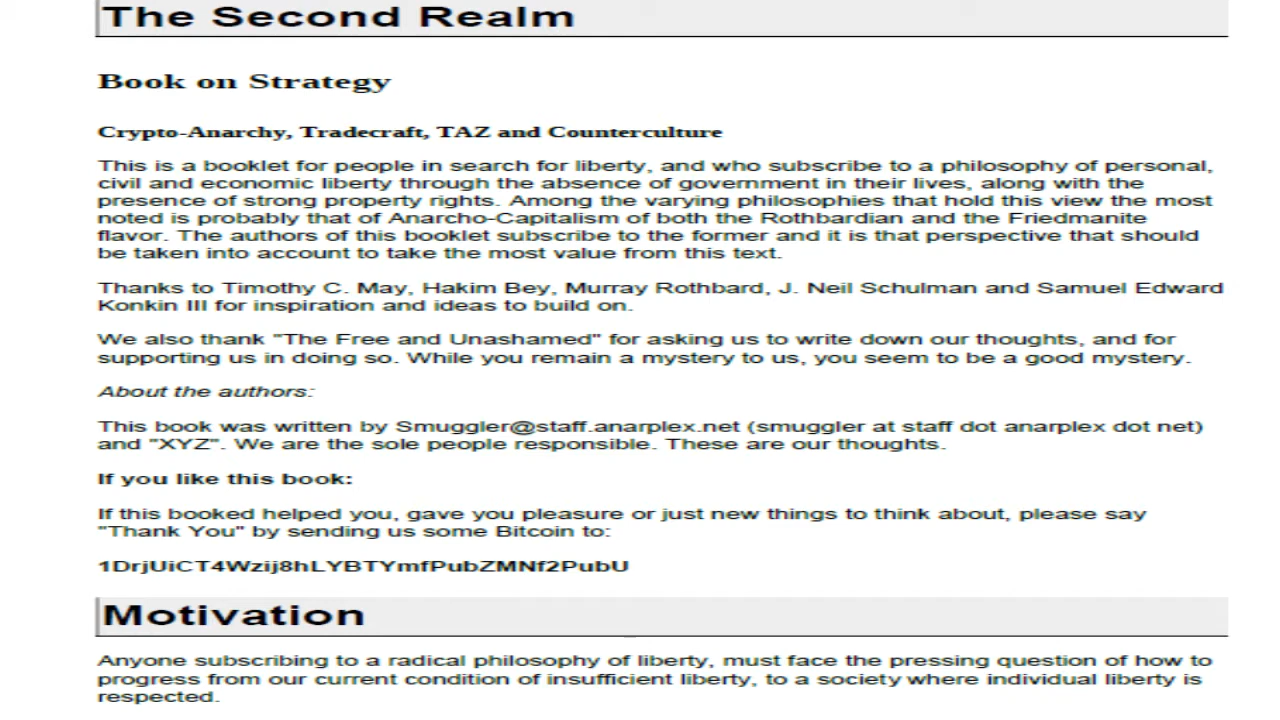 The Second Realm
Book on Strategy
Crypto-Anarchy, Tradecraft, TAZ and Counterculture
This is a booklet for people in search for liberty, and who subscribe to a philosophy of personal,
civil and economic liberty through the absence of government in their lives, along with the
presence of strong property rights. Among the varying philosophies that hold this view the most
noted is probably that of Anarcho-Capitalism of both the Rothbardian and the Friedmanite
flavor. The authors of this booklet subscribe to the former and it is that perspective that should
be taken into account to take the most value from this text.
Thanks to Timothy C. May, Hakim Bey, Murray Rothbard, J. Neil Schulman and Samuel Edward
Konkin III for inspiration and ideas to build on.
We also thank "The Free and Unashamed" for asking us to write down our thoughts, and for
supporting us in doing so. While you remain a mystery to us, you seem to be a good mystery.
About the authors:
This book was written by Smuggler@staff.anarplex.net (smuggler at staff dot anarplex dot net)
and "XYZ". We are the sole people responsible. These are our thoughts.
If you like this book:
If this booked helped you, gave you pleasure or just new things to think about, please say
"Thank You" by sending us some Bitcoin to:
1DrjUiCT4Wzij8hLYBTYmfPubZMNf2PubU
Motivation
Anyone subscribing to a radical philosophy of liberty, must face the pressing question of how to
progress from our current condition of insufficient liberty, to a society where individual liberty is
respected.